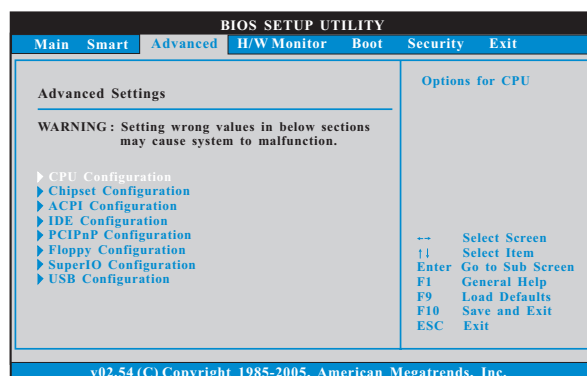 BIOS SETUP UTILITY
Main Smart Advanced H/W Monitor Boot Security Exit
Advanced Settings
WARNING : Setting wrong values in below sections
may cause system to malfunction.
CPU Configuration
Chipset Configuration
ACPI Configuration
IDE Configuration
PCIPnP Configuration
Floppy Configuration
SuperIO Configuration
USB Configuration
Options for CPU
↔ Select Screen
↑↓ Select Item
Enter Go to Sub Screen
F1 General Help
F9 Load Defaults
F10 Save and Exit
ESC Exit
v02.54 (C) Copyright 1985-2005, American Megatrends, Inc.